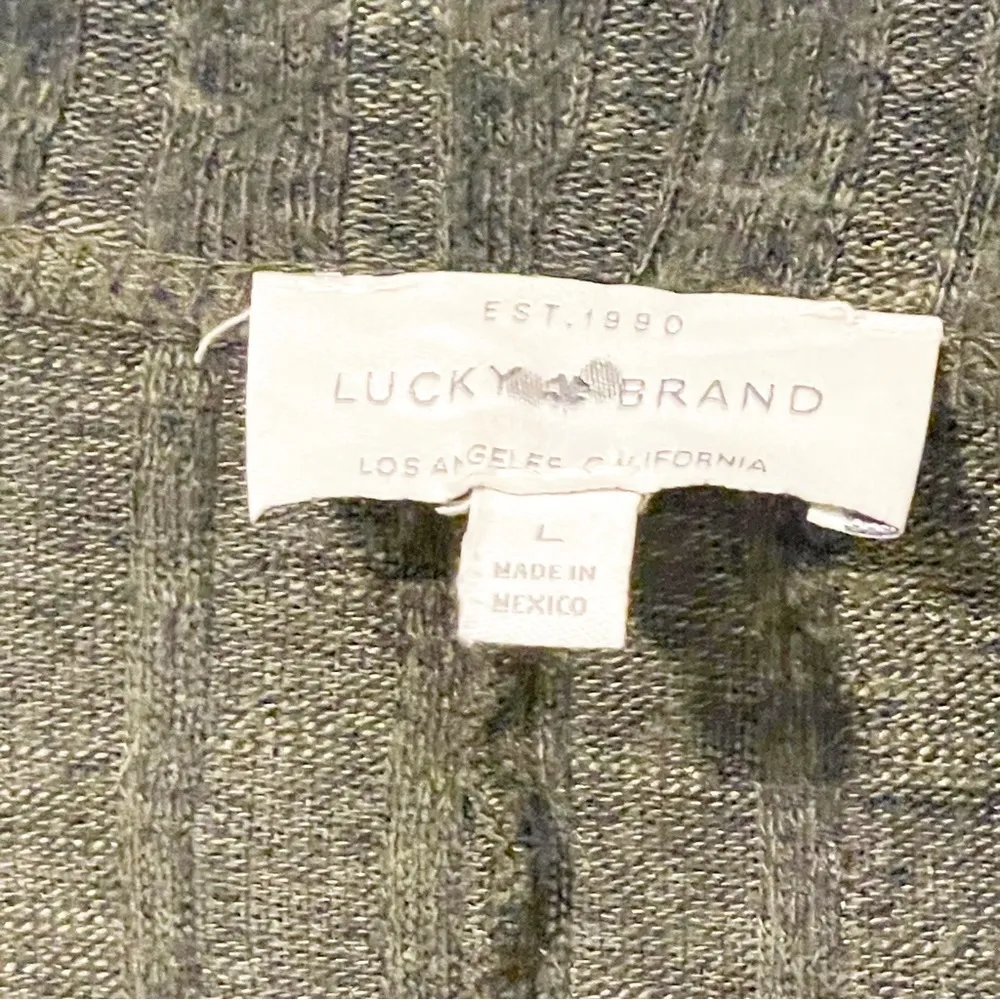 EST. 1990
LUCKY BRAND
LOS ANGELES CALIFORNIA
L
MADE IN
MEXICO